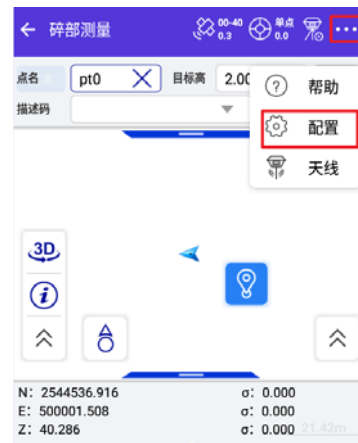 碎部测量 00-40 0.3 单点 0.0
点名 pt0 目标高 2.00
描述码
帮助
配置
天线
3D
i
N: 2544536.916 σ: 0.000
E: 500001.508 σ: 0.000
Z: 40.286 σ: 0.000 21.42m